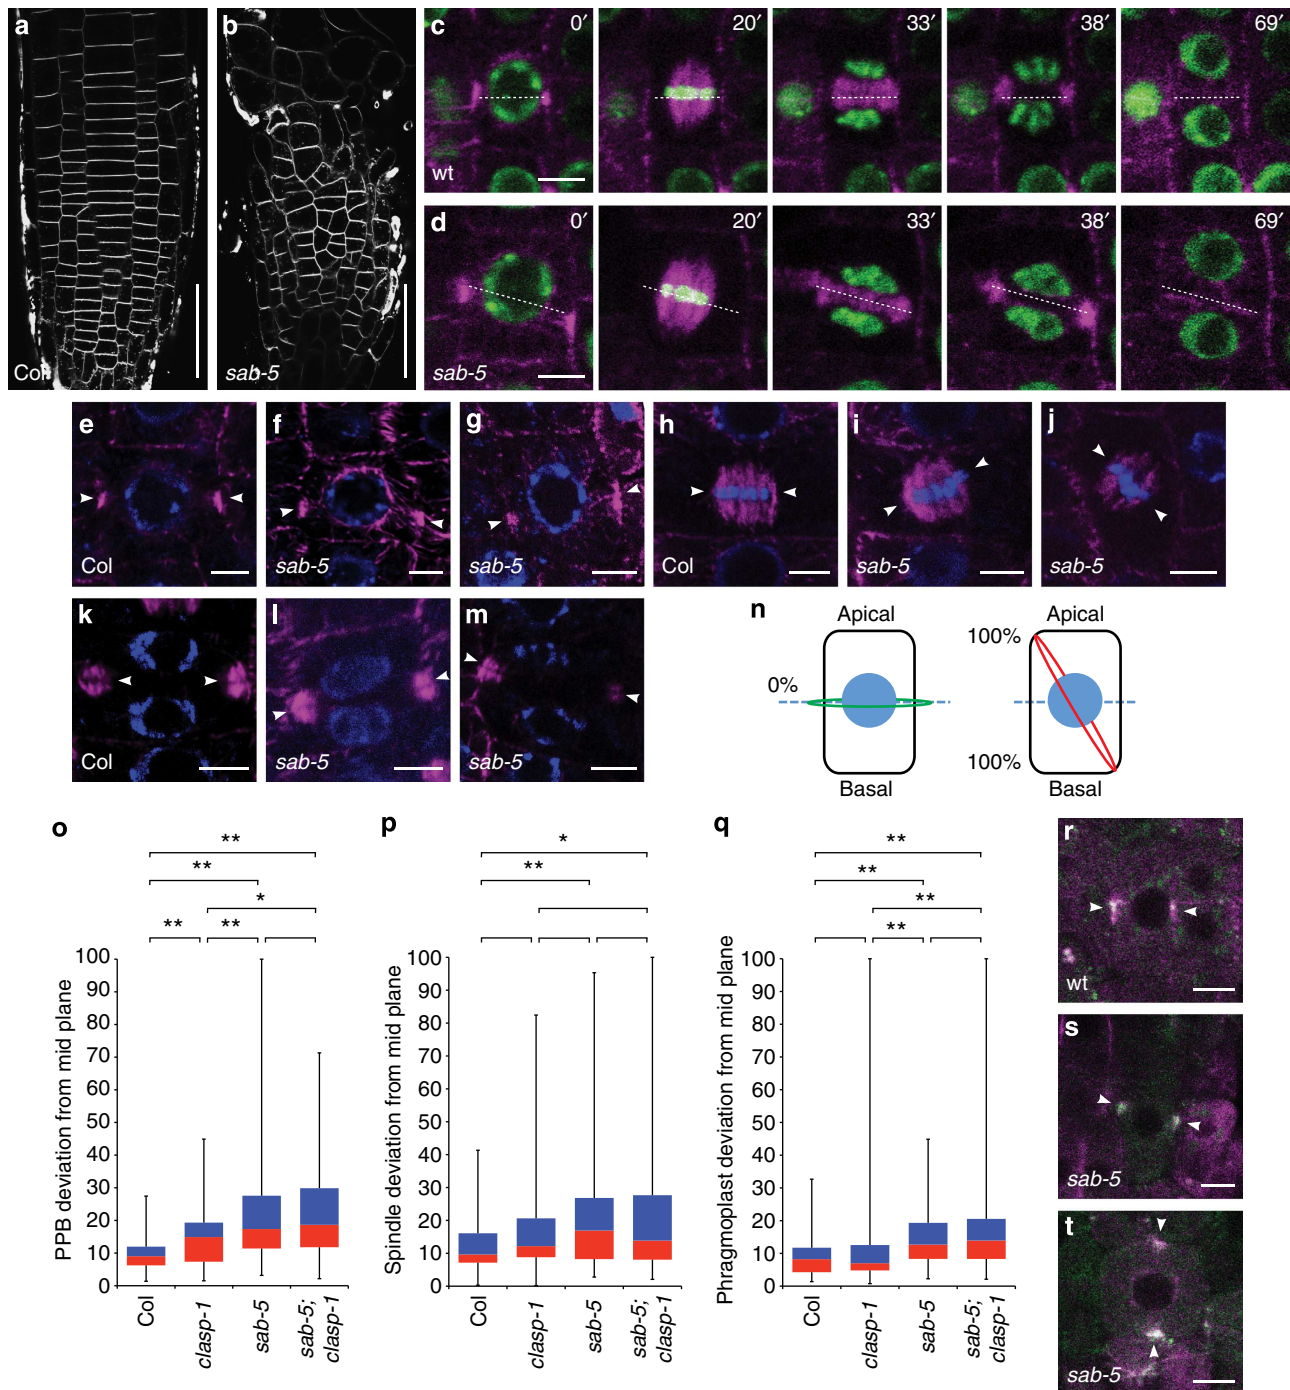 a
Col
b
sab-5
c
0′
wt
20′
33′
38′
69′
d
0′
sab-5
20′
33′
38′
69′
e
Col
f
sab-5
g
sab-5
h
Col
i
sab-5
j
sab-5
k
Col
l
sab-5
m
sab-5
n
Apical
0%
Basal
Apical
100%
100%
Basal
o
**
**
*
** **
PPB deviation from mid plane
100
90
80
70
60
50
40
30
20
10
0
Col
clasp-1
sab-5
sab-5;
clasp-1
p
*
**
Spindle deviation from mid plane
100
90
80
70
60
50
40
30
20
10
0
Col
clasp-1
sab-5
sab-5;
clasp-1
q
**
**
**
**
Phragmoplast deviation from mid plane
100
90
80
70
60
50
40
30
20
10
0
Col
clasp-1
sab-5
sab-5;
clasp-1
r
wt
s
sab-5
t
sab-5